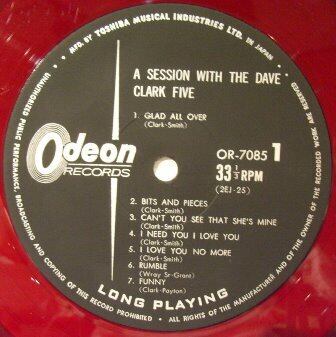 MFD. BY TOSHIBA MUSICAL INDUSTRIES LTD. IN JAPAN
ALL RIGHTS OF THE MANUFACTURER AND OF THE OWNER OF THE RECORDED WORK ARE RESERVED
UNAUTHORIZED PUBLIC PERFORMANCE, BROADCASTING AND COPYING OF THIS RECORD PROHIBITED
A SESSION WITH THE DAVE
CLARK FIVE
1. GLAD ALL OVER
(Clark-Smith)
Odeon
RECORDS
OR-7085 1
33⅓RPM
(2EJ-25)
2. BITS AND PIECES
(Clark-Smith)
3. CAN'T YOU SEE THAT SHE'S MINE
(Clark-Smith)
4. I NEED YOU I LOVE YOU
(Clark-Smith)
5. I LOVE YOU NO MORE
(Clark-Smith)
6. RUMBLE
(Wray Sr-Grant)
7. FUNNY
(Clark-Payton)
LONG PLAYING